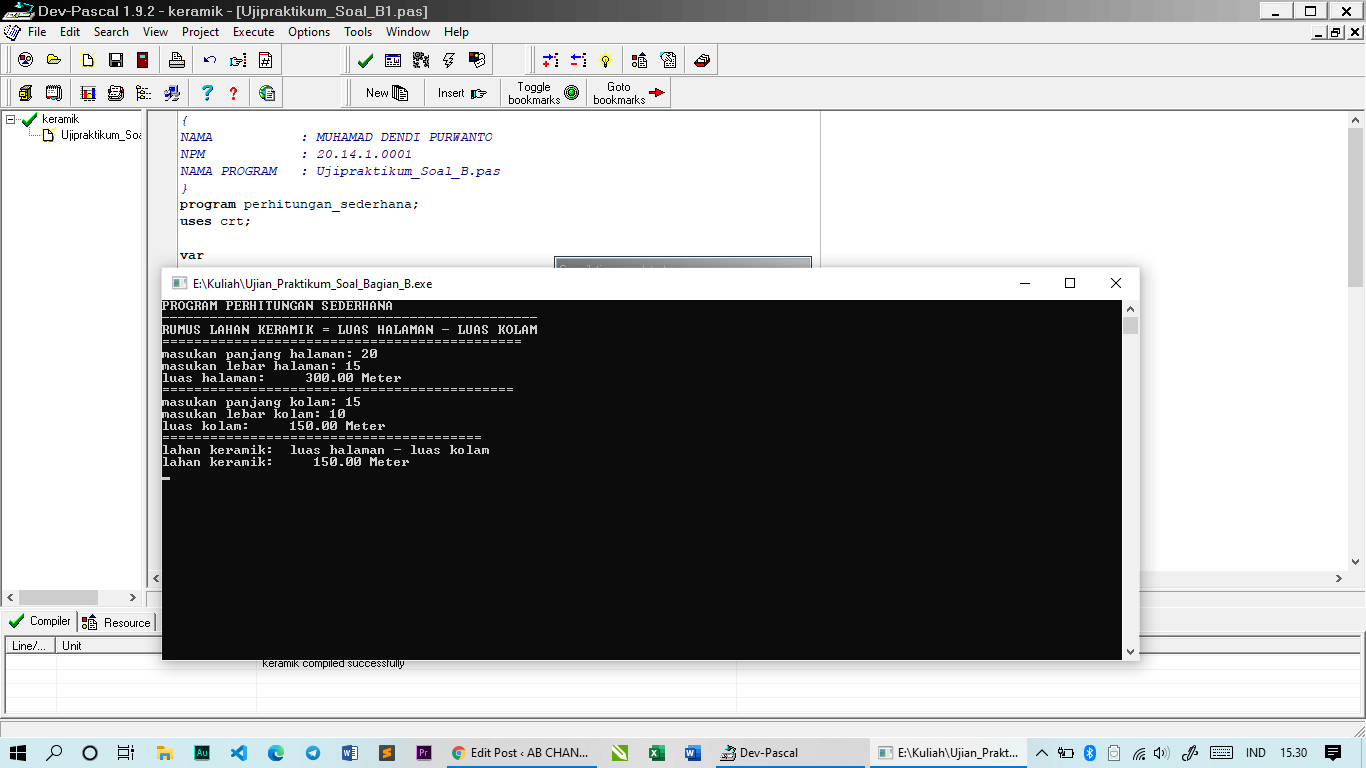 Dev-Pascal 1.9.2 - keramik - [Ujipraktikum_Soal_B1.pas]
File Edit Search View Project Execute Options Tools Window Help
New Insert Toggle bookmarks Goto bookmarks
keramik
Ujipraktikum_Soa
{
NAMA : MUHAMAD DENDI PURWANTO
NPM : 20.14.1.0001
NAMA PROGRAM : Ujipraktikum_Soal_B.pas
}
program perhitungan_sederhana;
uses crt;
var
E:\Kuliah\Ujian_Praktikum_Soal_Bagian_B.exe
PROGRAM PERHITUNGAN SEDERHANA
-----------------------------------------------
RUMUS LAHAN KERAMIK = LUAS HALAMAN - LUAS KOLAM
=============================================
masukan panjang halaman: 20
masukan lebar halaman: 15
luas halaman:     300.00 Meter
============================================
masukan panjang kolam: 15
masukan lebar kolam: 10
luas kolam:     150.00 Meter
========================================
lahan keramik:  luas halaman - luas kolam
lahan keramik:     150.00 Meter
Compiler Resource
Line/... Unit
keramik compiled successfully
Edit Post ‹ AB CHAN... Dev-Pascal E:\Kuliah\Ujian_Prakt... IND 15.30